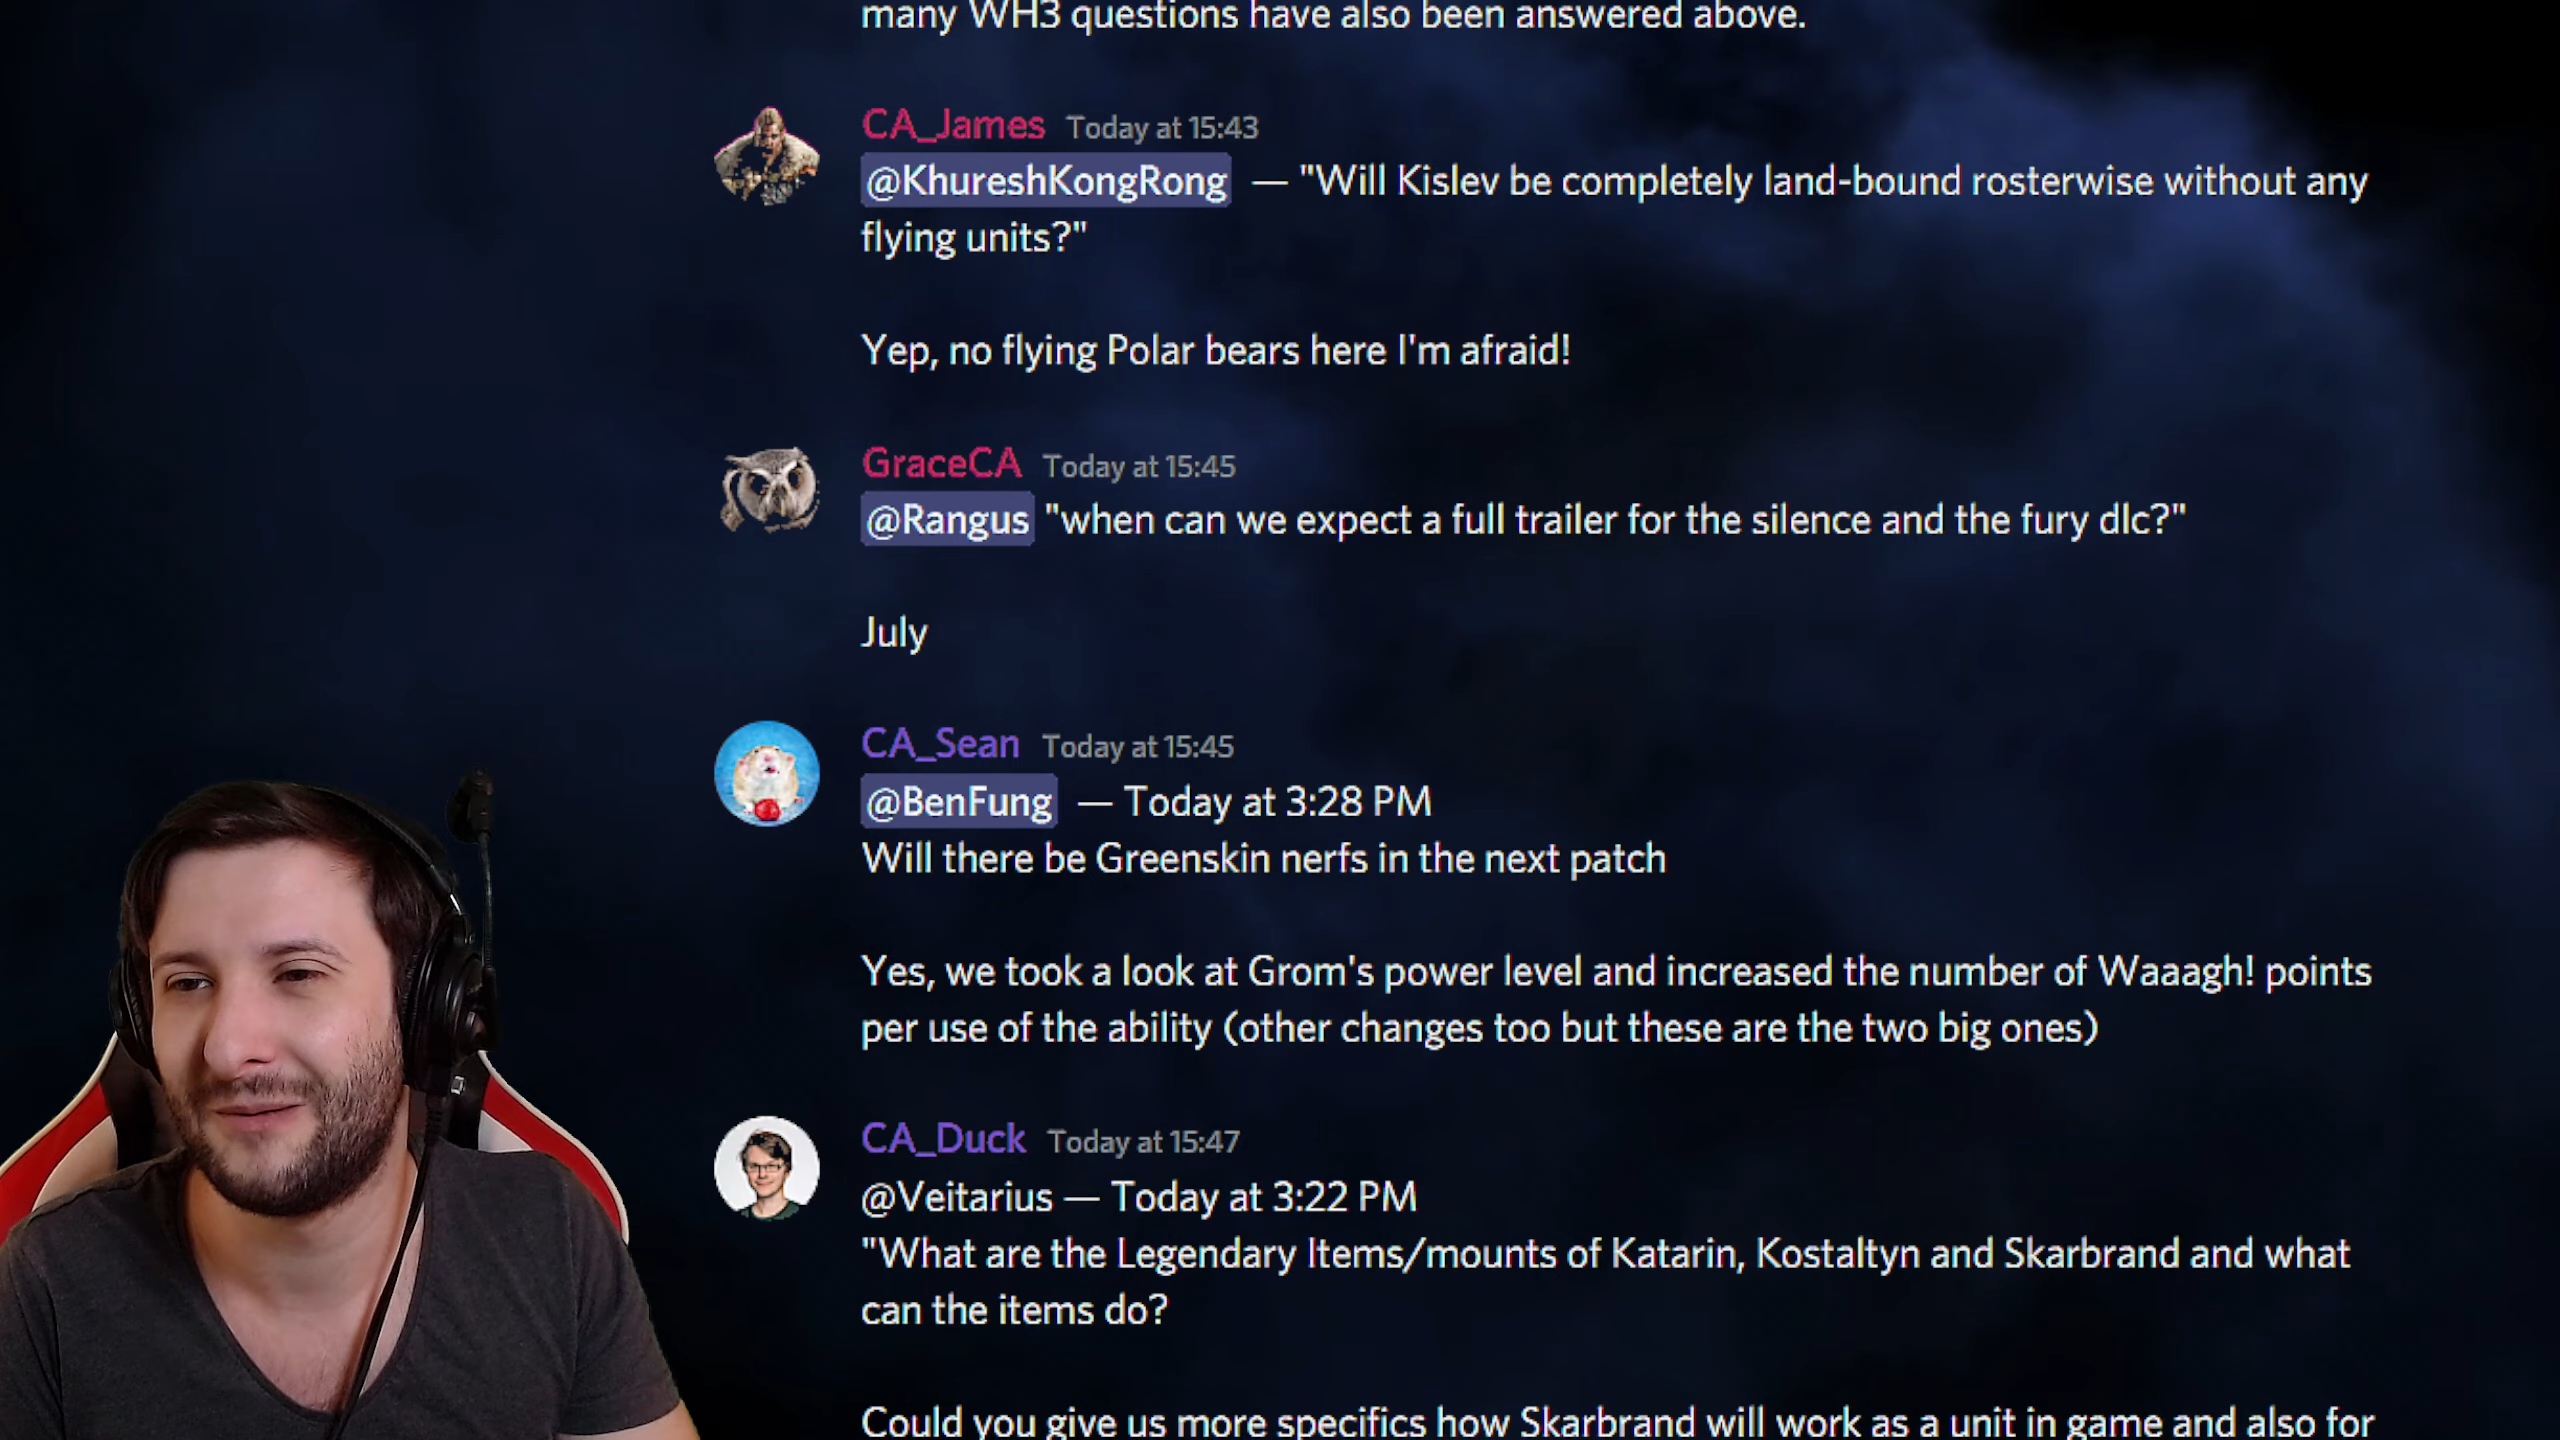 many WH3 questions have also been answered above.
CA_James Today at 15:43
@KhureshKongRong — "Will Kislev be completely land-bound rosterwise without any
flying units?"
Yep, no flying Polar bears here I'm afraid!
GraceCA Today at 15:45
@Rangus "when can we expect a full trailer for the silence and the fury dlc?"
July
CA_Sean Today at 15:45
@BenFung — Today at 3:28 PM
Will there be Greenskin nerfs in the next patch
Yes, we took a look at Grom's power level and increased the number of Waaagh! points
per use of the ability (other changes too but these are the two big ones)
CA_Duck Today at 15:47
@Veitarius — Today at 3:22 PM
"What are the Legendary Items/mounts of Katarin, Kostaltyn and Skarbrand and what
can the items do?
Could you give us more specifics how Skarbrand will work as a unit in game and also for